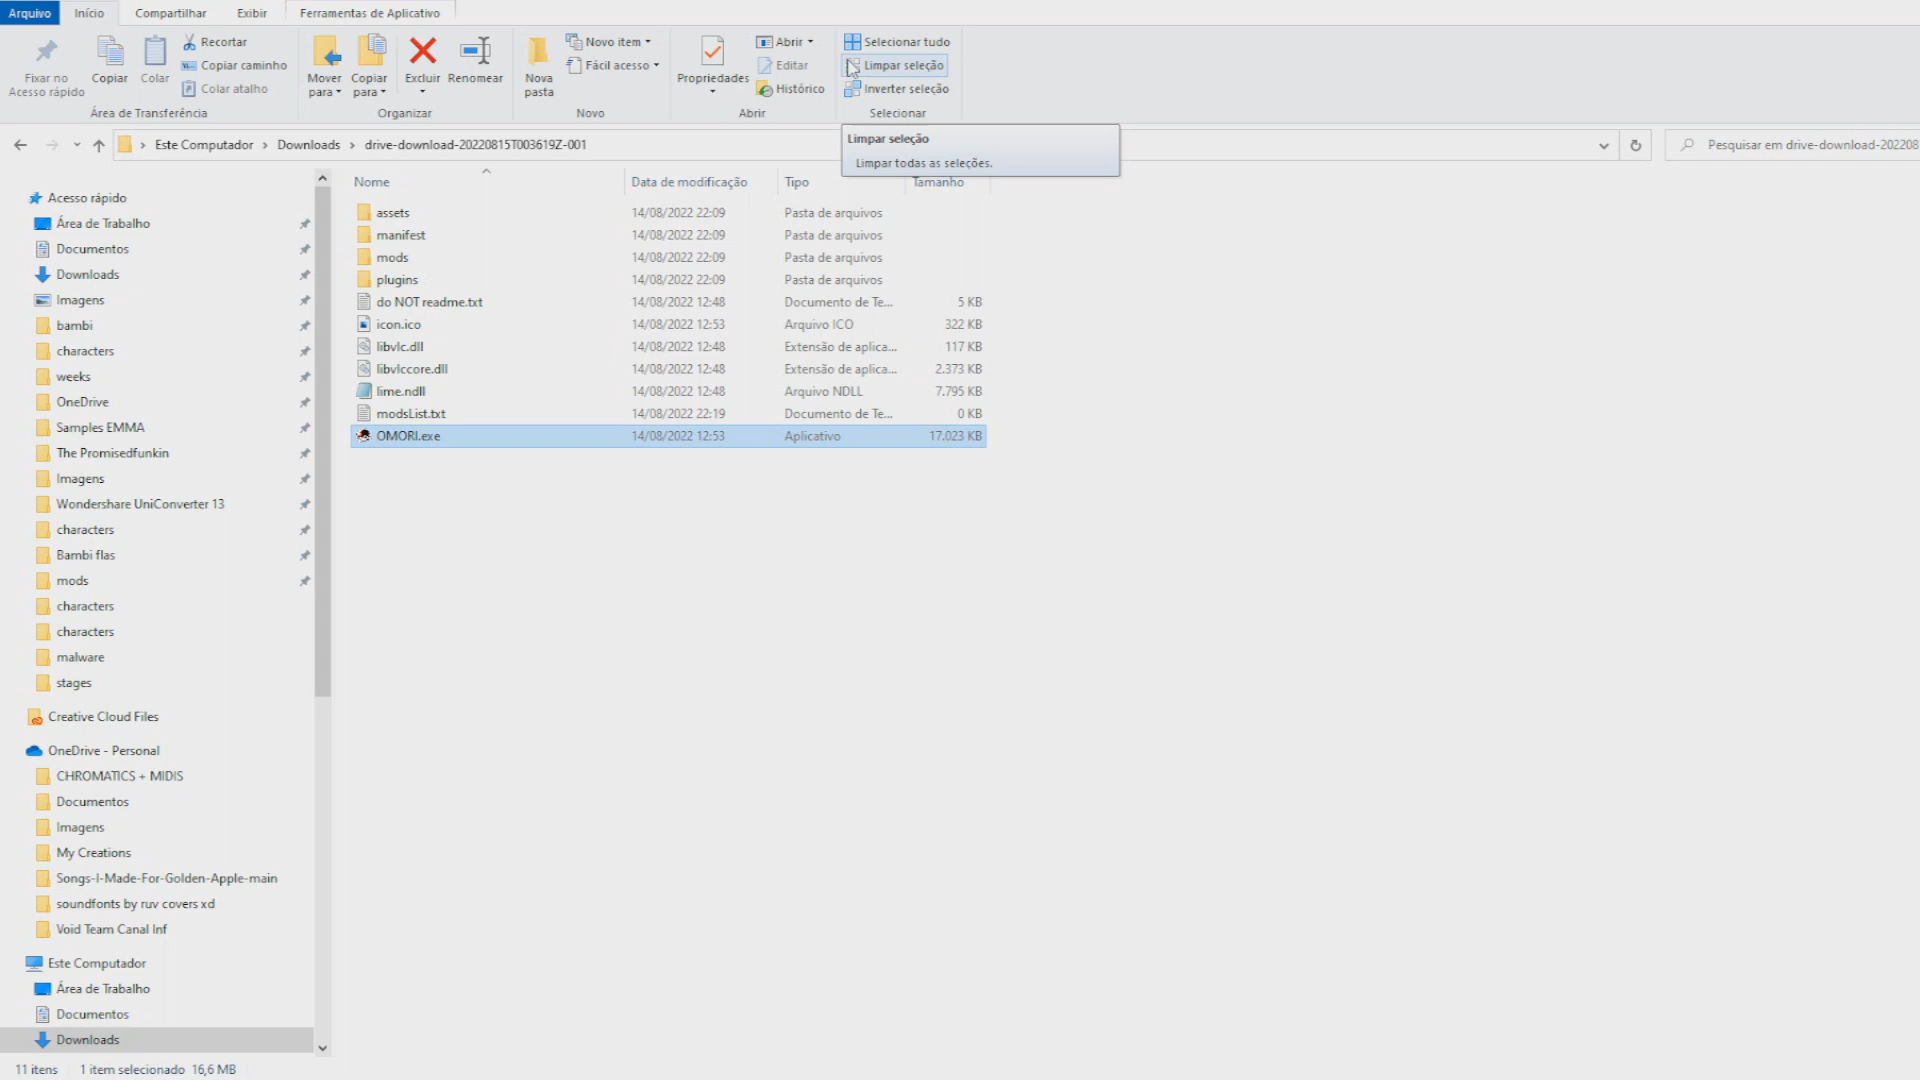 Arquivo Início Compartilhar Exibir Ferramentas de Aplicativo
Fixar no Acesso rápido
Copiar
Colar
Recortar
Copiar caminho
Colar atalho
Área de Transferência
Mover para
Copiar para
Excluir
Renomear
Organizar
Nova pasta
Novo item
Fácil acesso
Novo
Propriedades
Abrir
Editar
Histórico
Abrir
Selecionar tudo
Limpar seleção
Inverter seleção
Selecionar
Este Computador > Downloads > drive-download-20220815T003619Z-001
Pesquisar em drive-download-202208
Limpar seleção
Limpar todas as seleções.
Acesso rápido
Área de Trabalho
Documentos
Downloads
Imagens
bambi
characters
weeks
OneDrive
Samples EMMA
The Promisedfunkin
Imagens
Wondershare UniConverter 13
characters
Bambi flas
mods
characters
characters
malware
stages
Creative Cloud Files
OneDrive - Personal
CHROMATICS + MIDIS
Documentos
Imagens
My Creations
Songs-I-Made-For-Golden-Apple-main
soundfonts by ruv covers xd
Void Team Canal Inf
Este Computador
Área de Trabalho
Documentos
Downloads
Nome Data de modificação Tipo Tamanho
assets 14/08/2022 22:09 Pasta de arquivos
manifest 14/08/2022 22:09 Pasta de arquivos
mods 14/08/2022 22:09 Pasta de arquivos
plugins 14/08/2022 22:09 Pasta de arquivos
do NOT readme.txt 14/08/2022 12:48 Documento de Te... 5 KB
icon.ico 14/08/2022 12:53 Arquivo ICO 322 KB
libvlc.dll 14/08/2022 12:48 Extensão de aplica... 117 KB
libvlccore.dll 14/08/2022 12:48 Extensão de aplica... 2.373 KB
lime.ndll 14/08/2022 12:48 Arquivo NDLL 7.795 KB
modsList.txt 14/08/2022 22:19 Documento de Te... 0 KB
OMORI.exe 14/08/2022 12:53 Aplicativo 17.023 KB
11 itens 1 item selecionado 16,6 MB